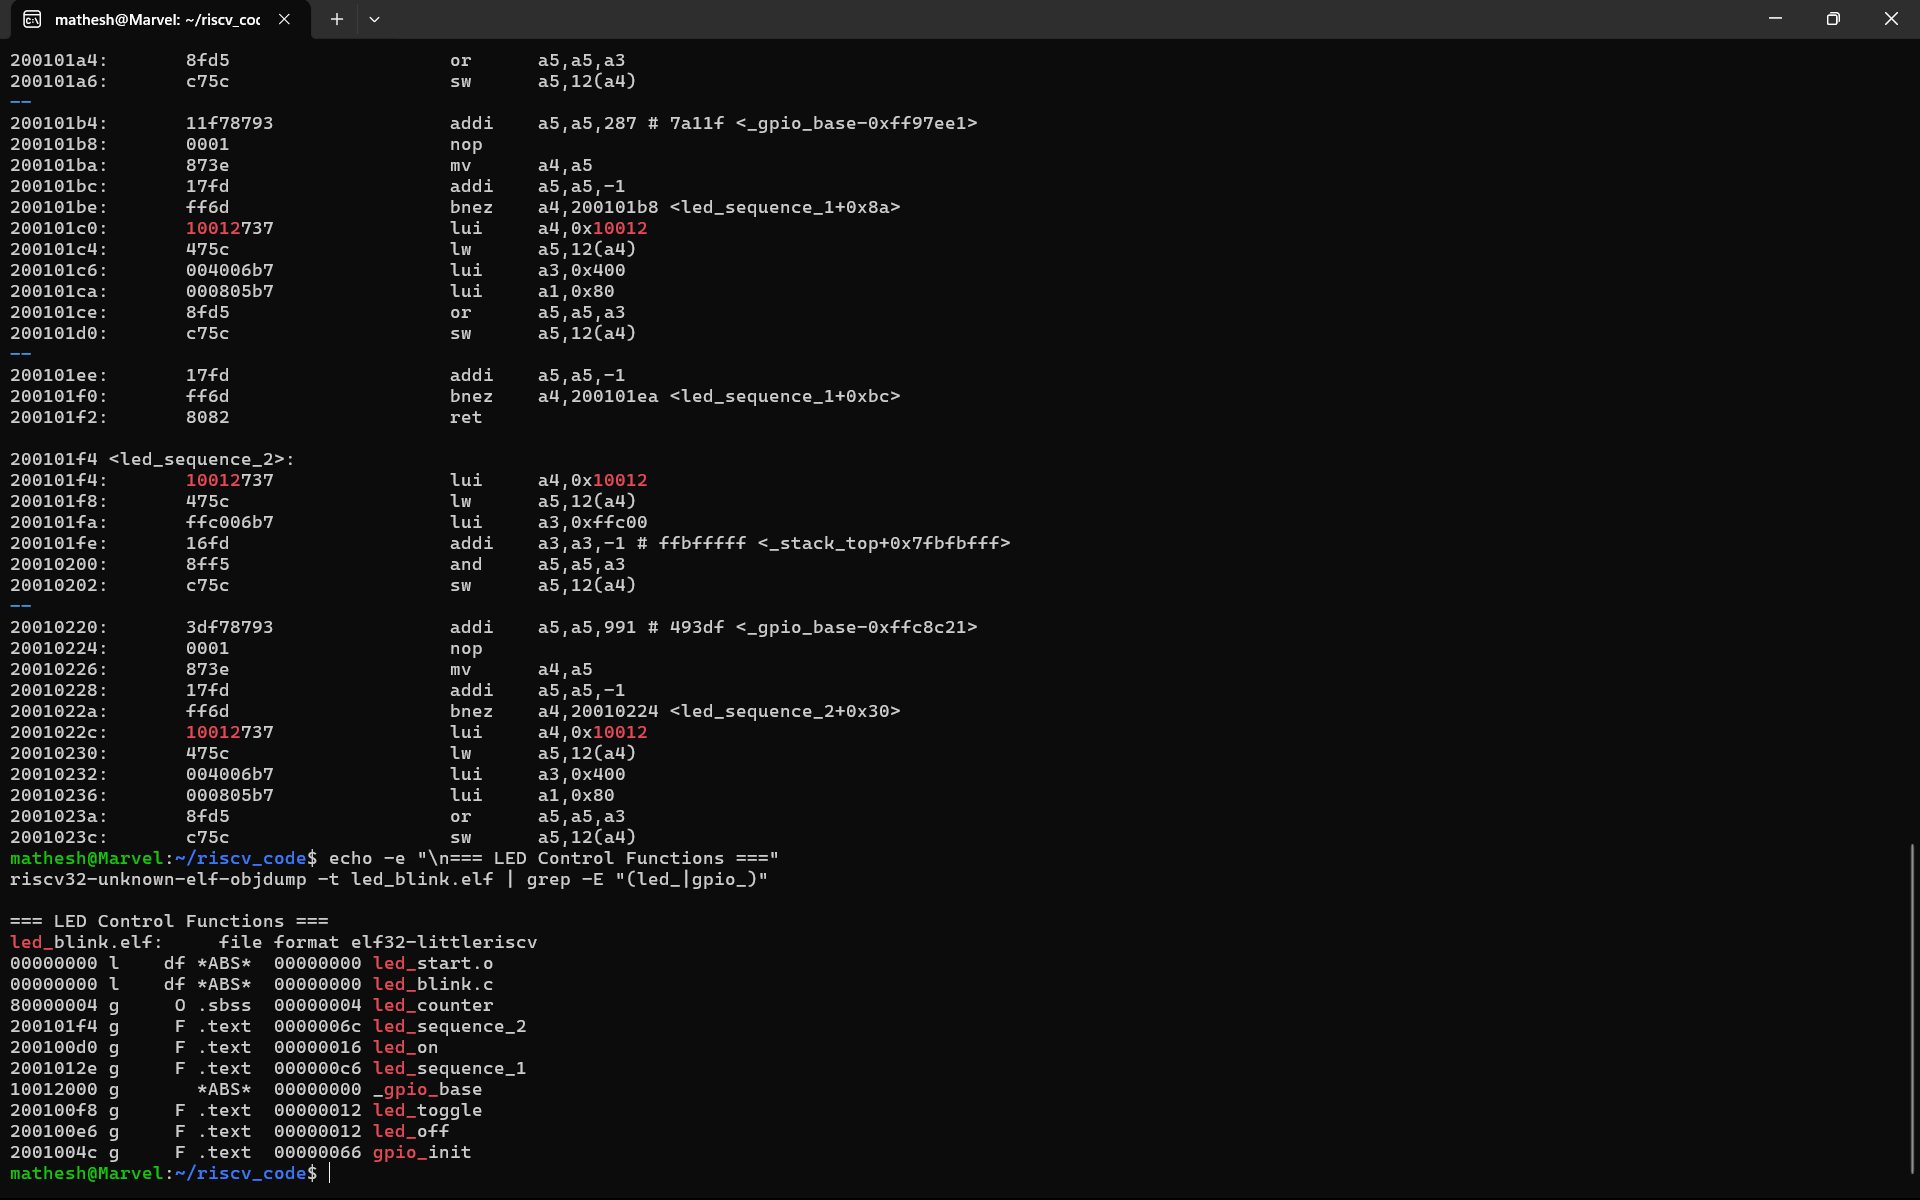 mathesh@Marvel: ~/riscv_coc
200101a4:       8fd5                    or      a5,a5,a3
200101a6:       c75c                    sw      a5,12(a4)
--
200101b4:       11f78793                addi    a5,a5,287 # 7a11f <_gpio_base-0xff97ee1>
200101b8:       0001                    nop
200101ba:       873e                    mv      a4,a5
200101bc:       17fd                    addi    a5,a5,-1
200101be:       ff6d                    bnez    a4,200101b8 <led_sequence_1+0x8a>
200101c0:       10012737                lui     a4,0x10012
200101c4:       475c                    lw      a5,12(a4)
200101c6:       004006b7                lui     a3,0x400
200101ca:       000805b7                lui     a1,0x80
200101ce:       8fd5                    or      a5,a5,a3
200101d0:       c75c                    sw      a5,12(a4)
--
200101ee:       17fd                    addi    a5,a5,-1
200101f0:       ff6d                    bnez    a4,200101ea <led_sequence_1+0xbc>
200101f2:       8082                    ret
200101f4 <led_sequence_2>:
200101f4:       10012737                lui     a4,0x10012
200101f8:       475c                    lw      a5,12(a4)
200101fa:       ffc006b7                lui     a3,0xffc00
200101fe:       16fd                    addi    a3,a3,-1 # ffbfffff <_stack_top+0x7fbfbfff>
20010200:       8ff5                    and     a5,a5,a3
20010202:       c75c                    sw      a5,12(a4)
--
20010220:       3df78793                addi    a5,a5,991 # 493df <_gpio_base-0xffc8c21>
20010224:       0001                    nop
20010226:       873e                    mv      a4,a5
20010228:       17fd                    addi    a5,a5,-1
2001022a:       ff6d                    bnez    a4,20010224 <led_sequence_2+0x30>
2001022c:       10012737                lui     a4,0x10012
20010230:       475c                    lw      a5,12(a4)
20010232:       004006b7                lui     a3,0x400
20010236:       000805b7                lui     a1,0x80
2001023a:       8fd5                    or      a5,a5,a3
2001023c:       c75c                    sw      a5,12(a4)
mathesh@Marvel:~/riscv_code$ echo -e "\n=== LED Control Functions ==="
riscv32-unknown-elf-objdump -t led_blink.elf | grep -E "(led_|gpio_)"
=== LED Control Functions ===
led_blink.elf:     file format elf32-littleriscv
00000000 l    df *ABS*  00000000 led_start.o
00000000 l    df *ABS*  00000000 led_blink.c
80000004 g     O .sbss  00000004 led_counter
200101f4 g     F .text  0000006c led_sequence_2
200100d0 g     F .text  00000016 led_on
2001012e g     F .text  000000c6 led_sequence_1
10012000 g       *ABS*  00000000 _gpio_base
200100f8 g     F .text  00000012 led_toggle
200100e6 g     F .text  00000012 led_off
2001004c g     F .text  00000066 gpio_init
mathesh@Marvel:~/riscv_code$